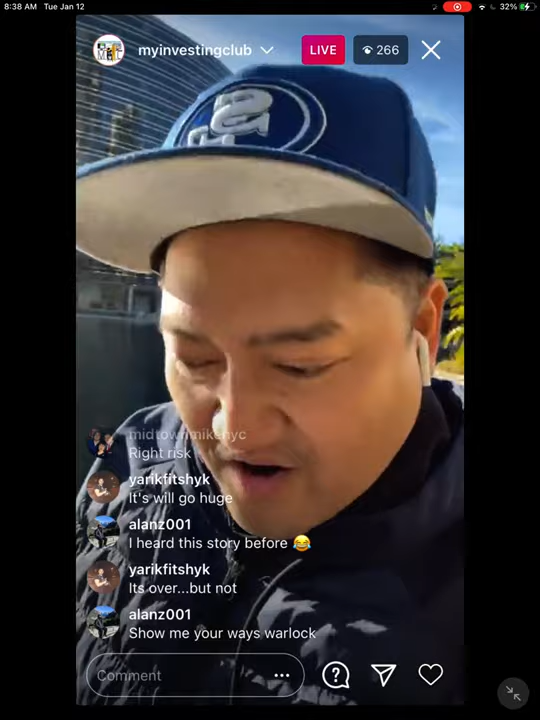 8:38 AM Tue Jan 12
32%
myinvestingclub
LIVE
266
midtownmikenyc
Right risk
yarikfitshyk
It's will go huge
alanz001
I heard this story before 😂
yarikfitshyk
Its over...but not
alanz001
Show me your ways warlock
Comment